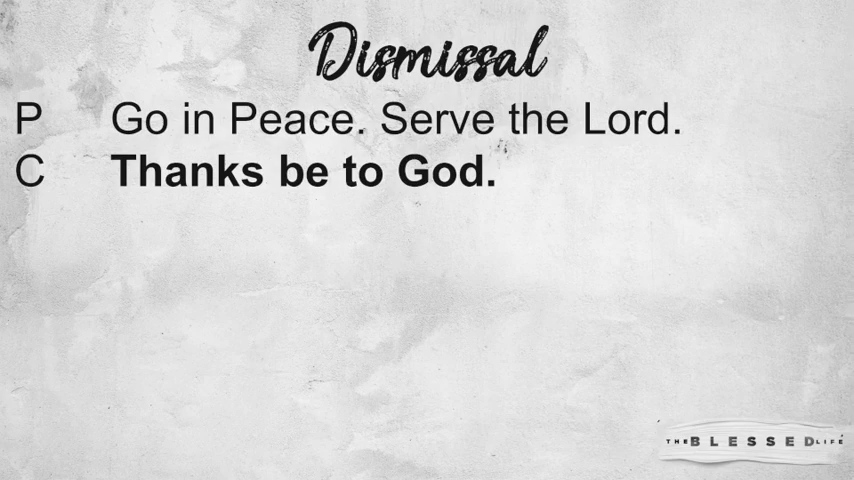 Dismissal
P Go in Peace. Serve the Lord.
C Thanks be to God.
THE BLESSED LIFE